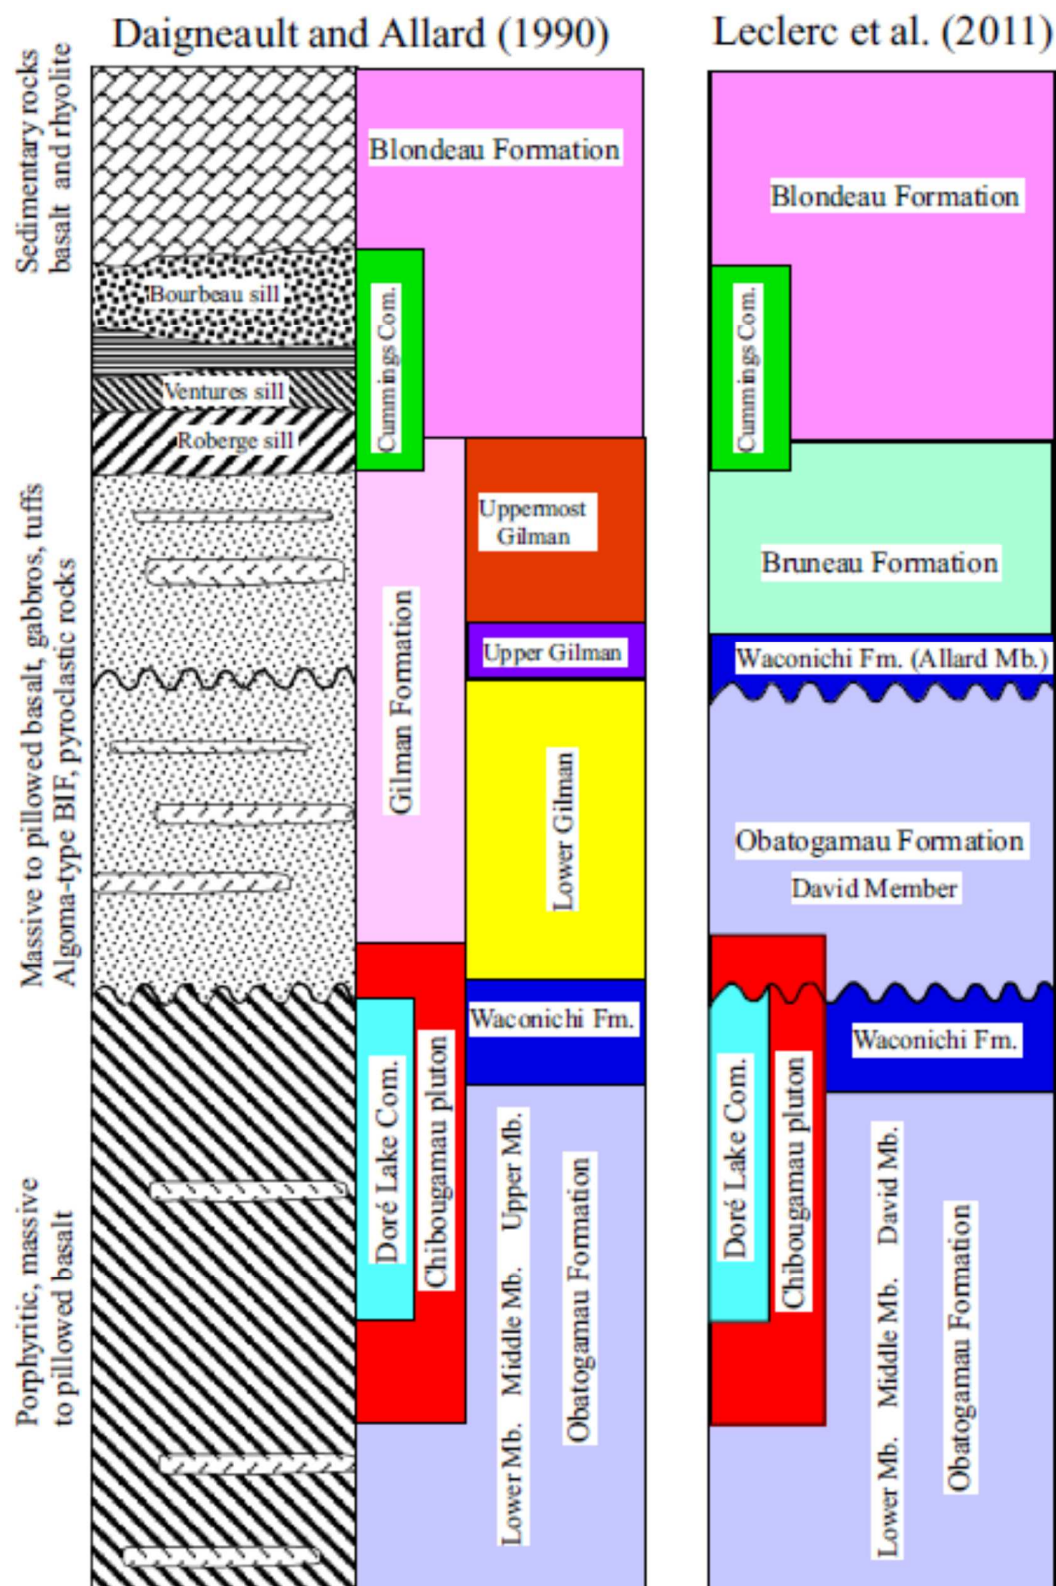 Daigneault and Allard (1990)
Leclerc et al. (2011)
Sedimentary rocks
basalt and rhyolite
Massive to pillowed basalt, gabbros, tuffs
Algoma-type BIF, pyroclastic rocks
Porphyritic, massive
to pillowed basalt
Bourbeau sill
Ventures sill
Roberge sill
Blondeau Formation
Cummings Com.
Gilman Formation
Uppermost
Gilman
Upper Gilman
Lower Gilman
Waconichi Fm.
Doré Lake Com.
Chibougamau pluton
Lower Mb. Middle Mb. Upper Mb.
Obatogamau Formation
Blondeau Formation
Cummings Com.
Bruneau Formation
Waconichi Fm. (Allard Mb.)
Obatogamau Formation
David Member
Waconichi Fm.
Doré Lake Com.
Chibougamau pluton
Lower Mb. Middle Mb. David Mb.
Obatogamau Formation